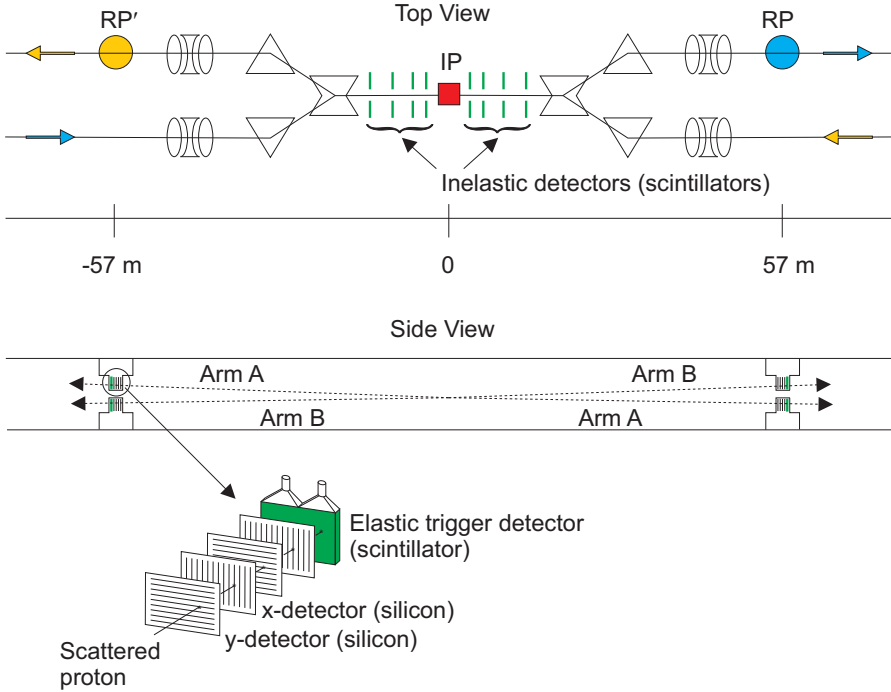 Top View
RP′
RP
IP
Inelastic detectors (scintillators)
-57 m
0
57 m
Side View
Arm A
Arm B
Arm B
Arm A
Elastic trigger detector
(scintillator)
x-detector (silicon)
y-detector (silicon)
Scattered
proton